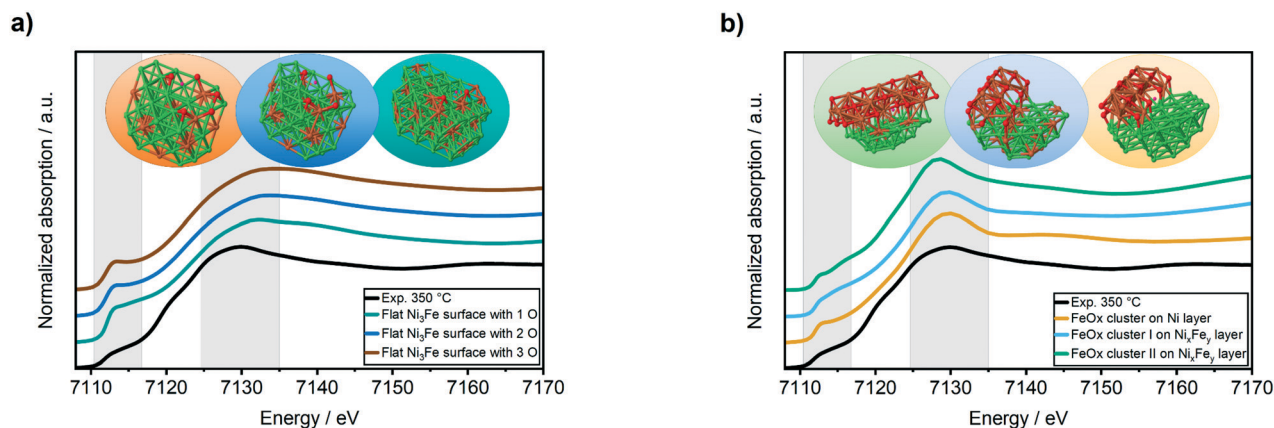 a)
Normalized absorption / a.u.
Exp. 350 °C
Flat Ni₃Fe surface with 1 O
Flat Ni₃Fe surface with 2 O
Flat Ni₃Fe surface with 3 O
7110 7120 7130 7140 7150 7160 7170
Energy / eV
b)
Normalized absorption / a.u.
Exp. 350 °C
FeOx cluster on Ni layer
FeOx cluster I on NiₓFeᵧ layer
FeOx cluster II on NiₓFeᵧ layer
7110 7120 7130 7140 7150 7160 7170
Energy / eV